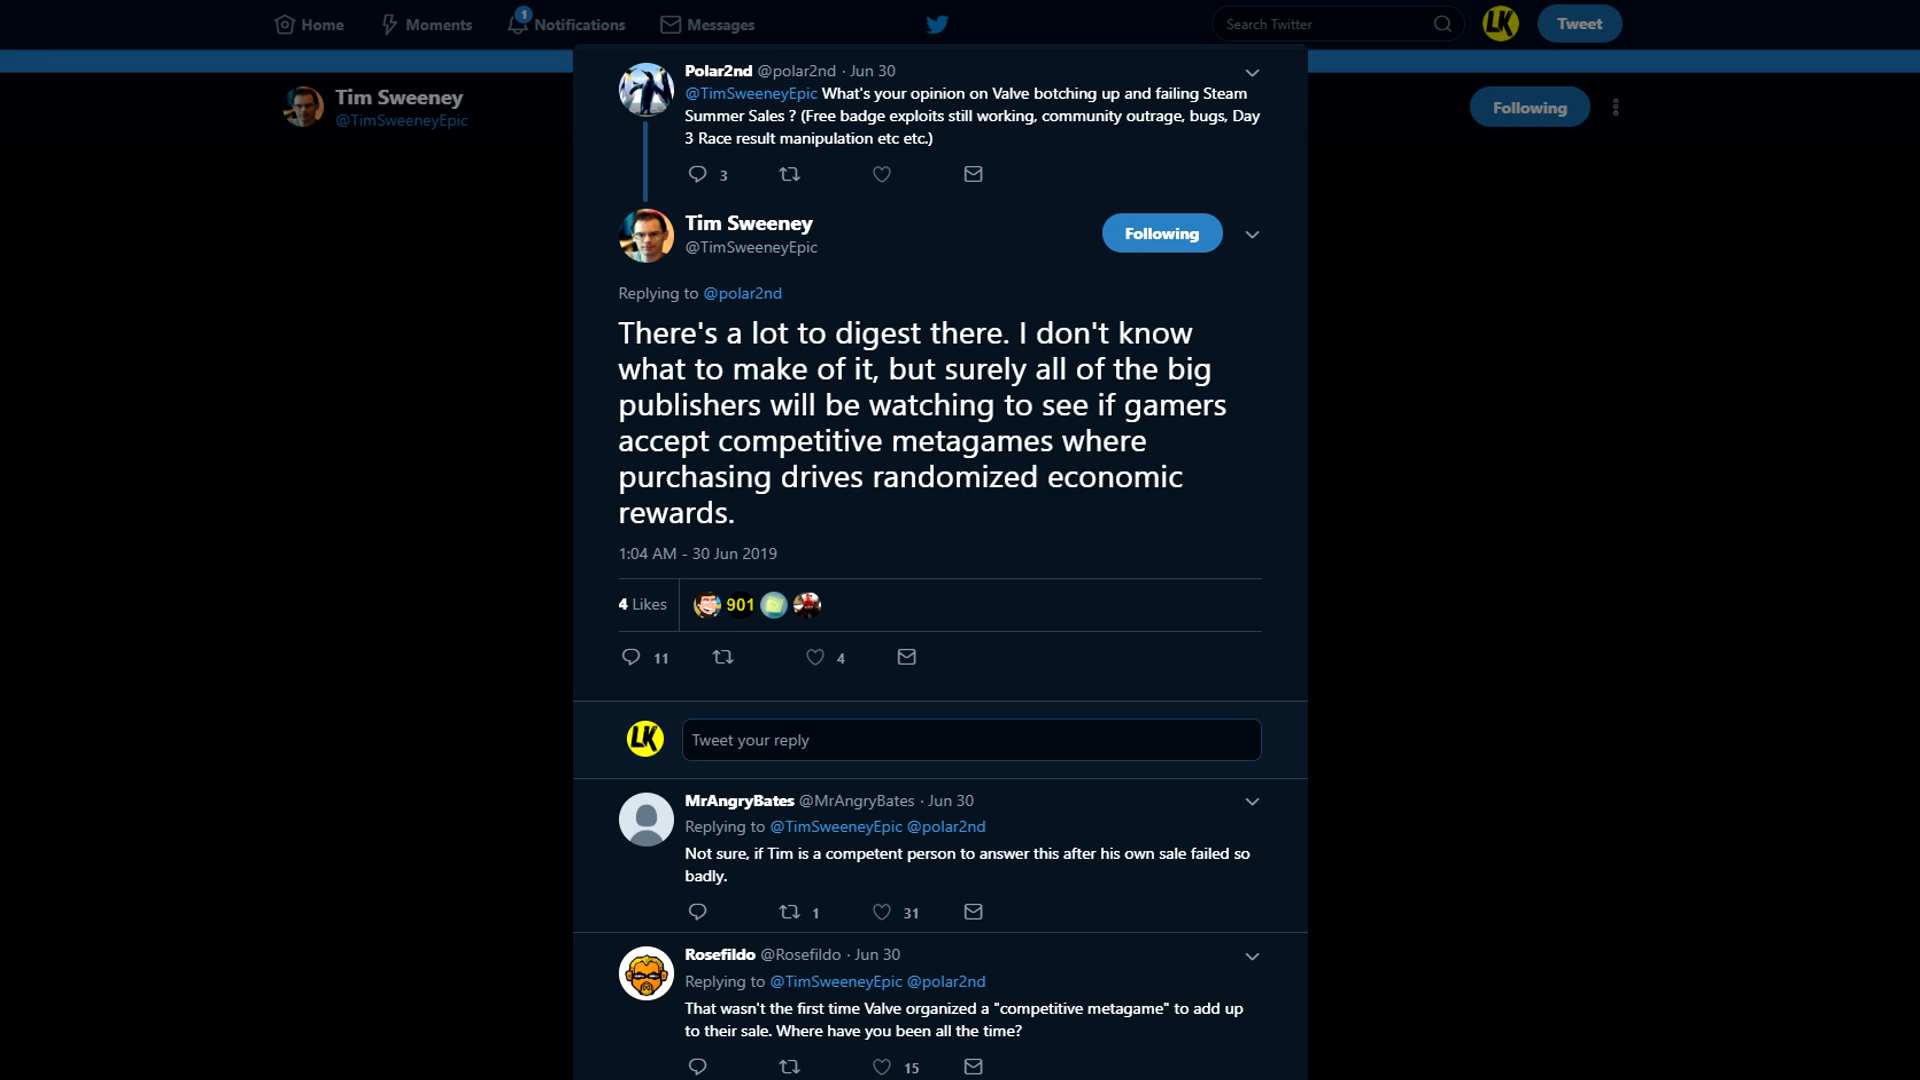 Home
Moments
1
Notifications
Messages
Search Twitter
LK
Tweet
Tim Sweeney
@TimSweeneyEpic
Following
Polar2nd @polar2nd · Jun 30
@TimSweeneyEpic What's your opinion on Valve botching up and failing Steam
Summer Sales ? (Free badge exploits still working, community outrage, bugs, Day
3 Race result manipulation etc etc.)
3
Tim Sweeney
@TimSweeneyEpic
Following
Replying to @polar2nd
There's a lot to digest there. I don't know
what to make of it, but surely all of the big
publishers will be watching to see if gamers
accept competitive metagames where
purchasing drives randomized economic
rewards.
1:04 AM - 30 Jun 2019
4 Likes
901
11
4
LK
Tweet your reply
MrAngryBates @MrAngryBates · Jun 30
Replying to @TimSweeneyEpic @polar2nd
Not sure, if Tim is a competent person to answer this after his own sale failed so
badly.
1
31
Rosefildo @Rosefildo · Jun 30
Replying to @TimSweeneyEpic @polar2nd
That wasn't the first time Valve organized a "competitive metagame" to add up
to their sale. Where have you been all the time?
15